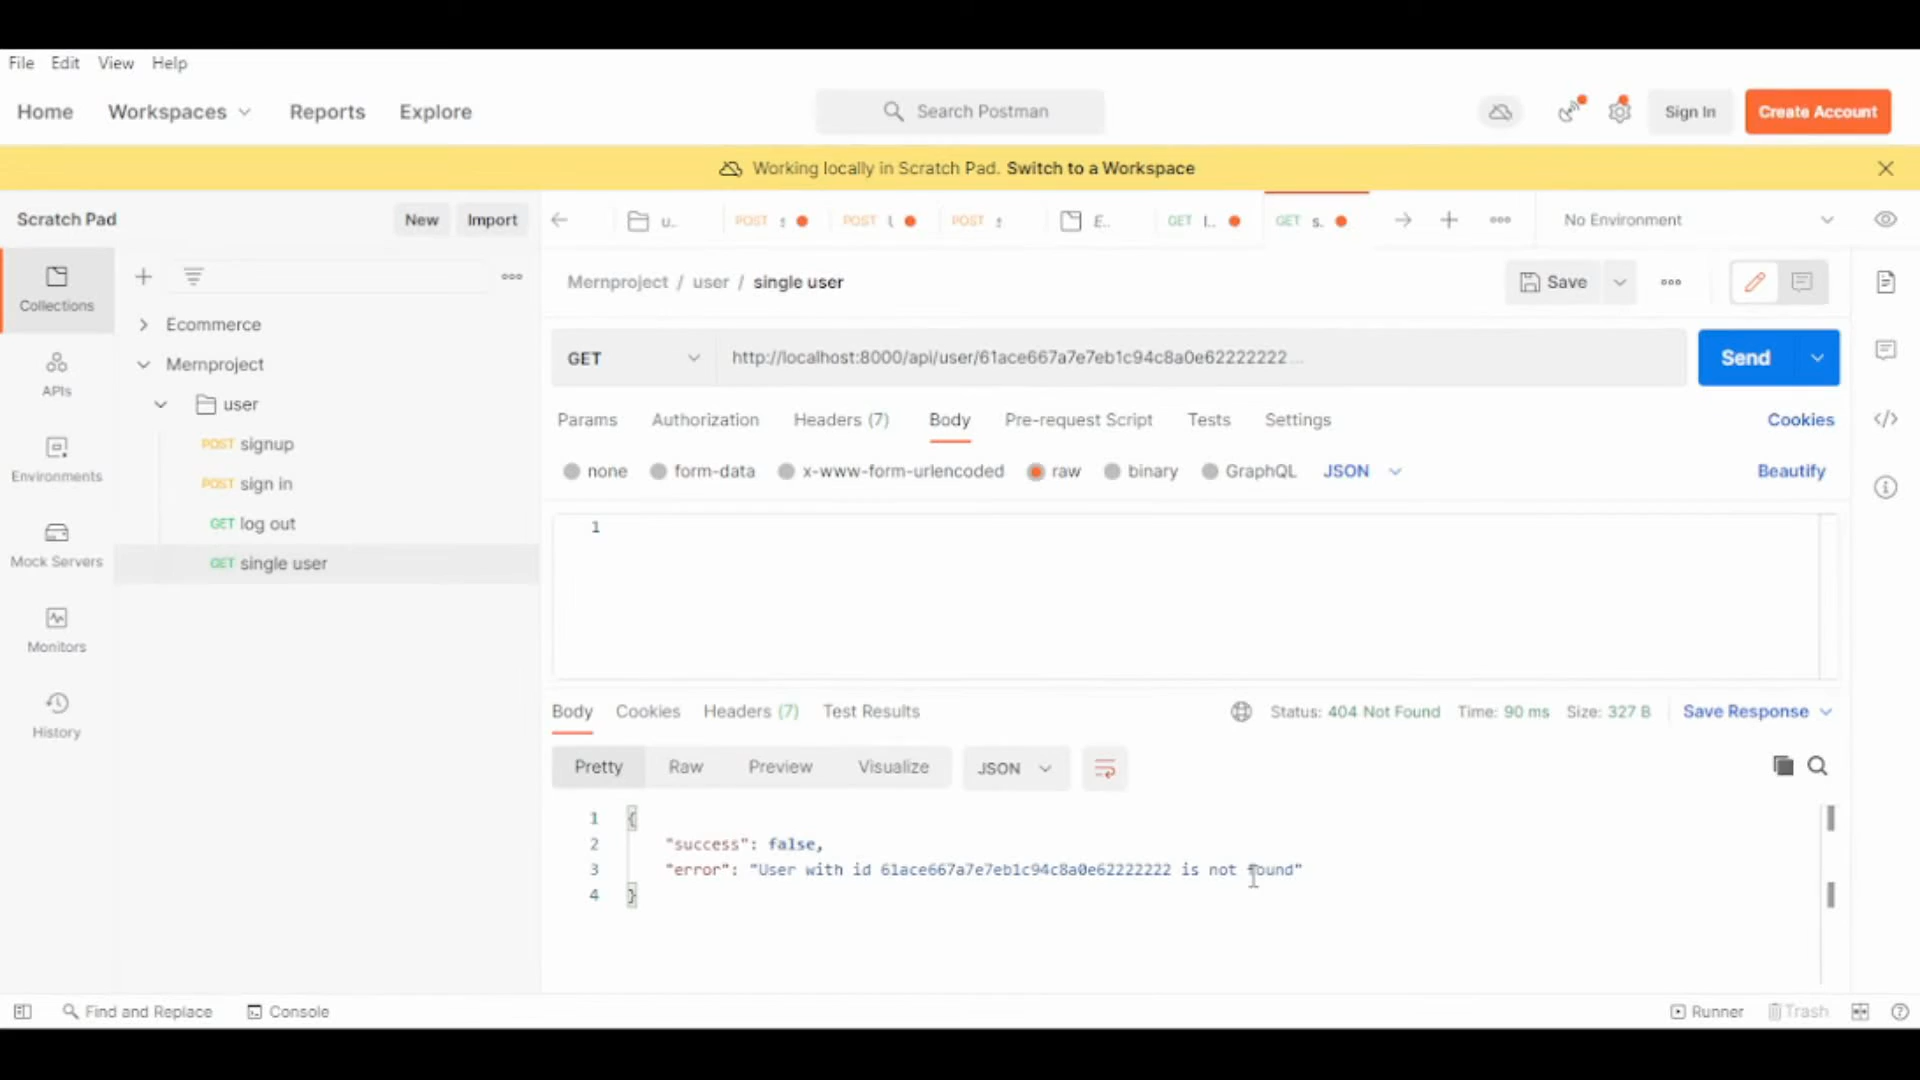 File Edit View Help
Home Workspaces Reports Explore Search Postman Sign In Create Account
Working locally in Scratch Pad. Switch to a Workspace
Scratch Pad New Import u.. POST s POST l POST s E.. GET l.. GET s. No Environment
Collections
Ecommerce
Mernproject
user
POST signup
POST sign in
GET log out
GET single user
APIs
Environments
Mock Servers
Monitors
History
Mernproject / user / single user Save
GET http://localhost:8000/api/user/61ace667a7e7eb1c94c8a0e62222222... Send
Params Authorization Headers (7) Body Pre-request Script Tests Settings Cookies
none form-data x-www-form-urlencoded raw binary GraphQL JSON Beautify
1
Body Cookies Headers (7) Test Results Status: 404 Not Found Time: 90 ms Size: 327 B Save Response
Pretty Raw Preview Visualize JSON
1 {
2 "success": false,
3 "error": "User with id 61ace667a7e7eb1c94c8a0e62222222 is not found"
4 }
Find and Replace Console Runner Trash